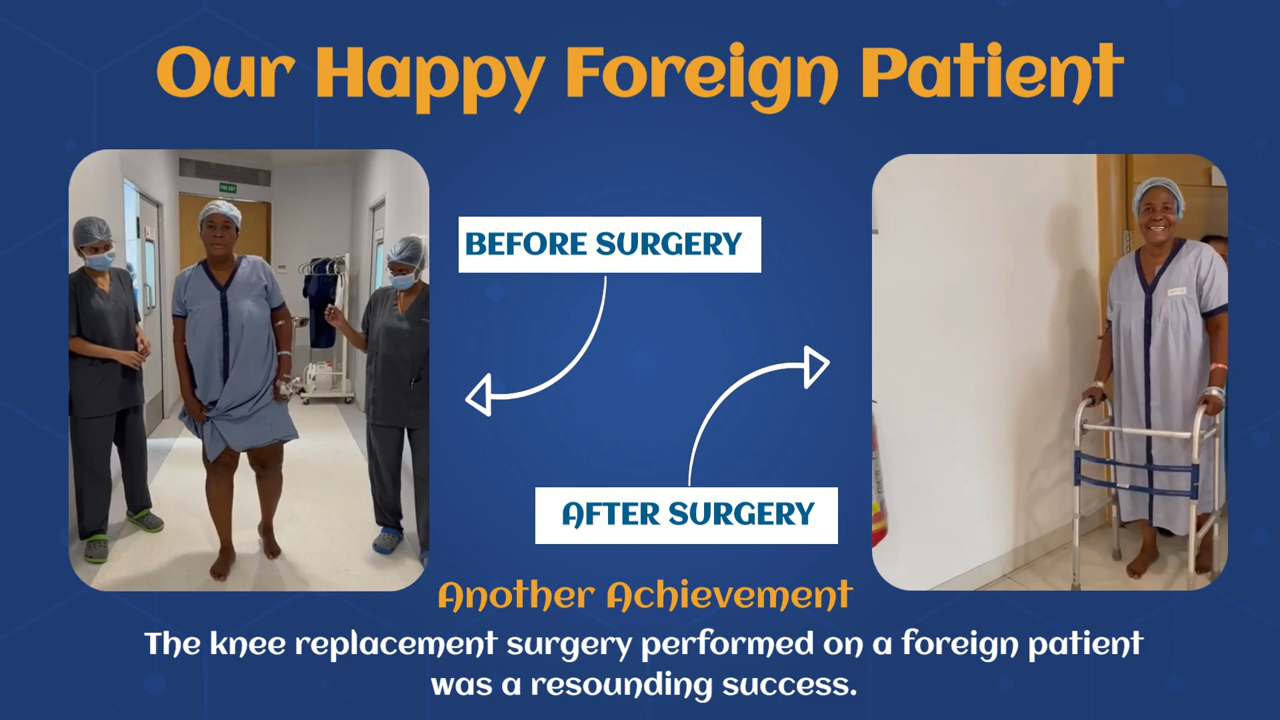 Our Happy Foreign Patient
BEFORE SURGERY
AFTER SURGERY
Another Achievement
The knee replacement surgery performed on a foreign patient
was a resounding success.